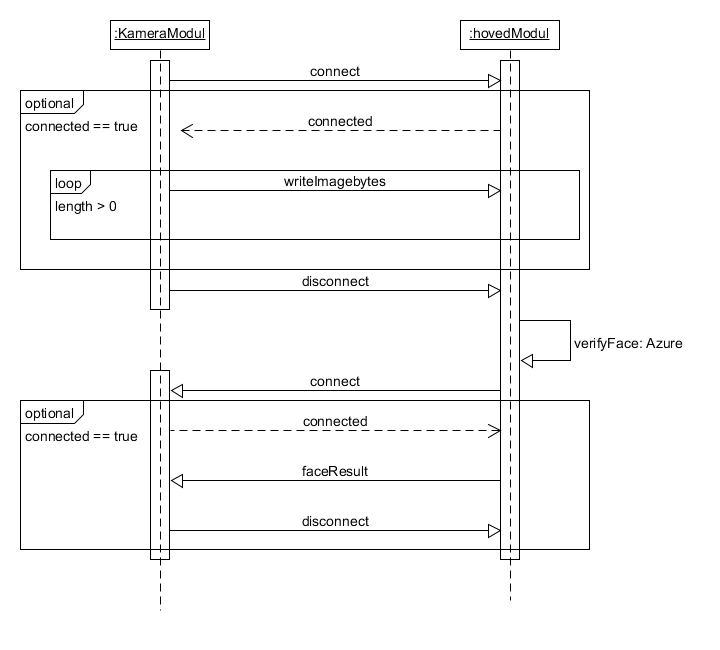 :KameraModul
:hovedModul
connect
optional
connected == true
connected
loop
writeImagebytes
length > 0
disconnect
verifyFace: Azure
connect
optional
connected
connected == true
faceResult
disconnect